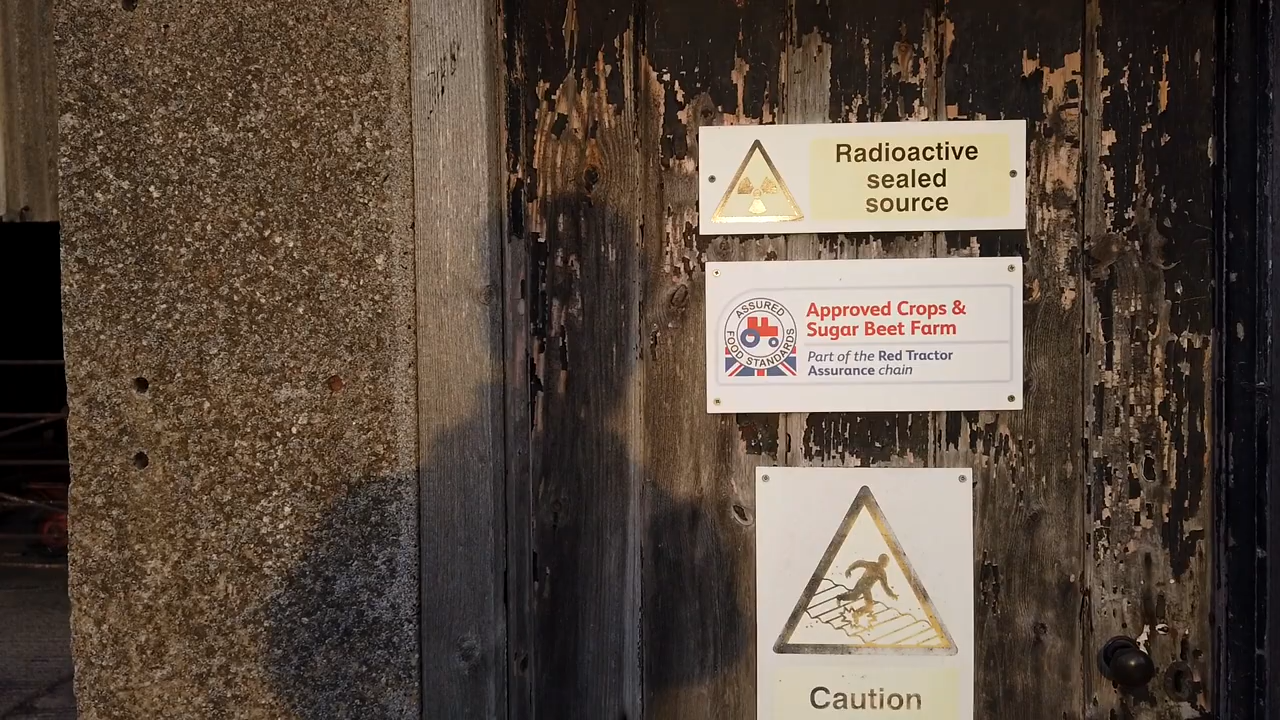 Radioactive
sealed
source
ASSURED
FOOD STANDARDS
Approved Crops &
Sugar Beet Farm
Part of the Red Tractor
Assurance chain
Caution